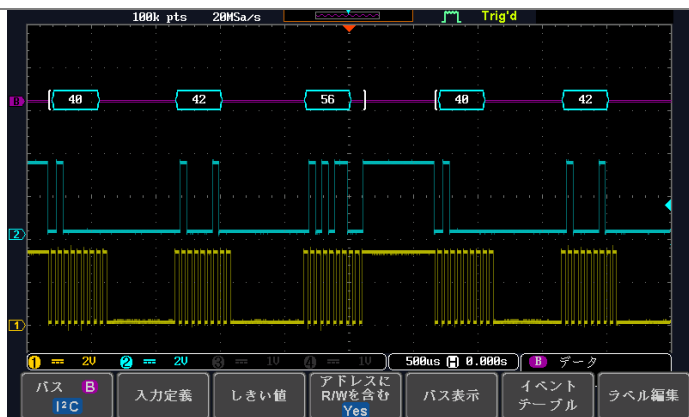 100k pts 20MSa/s Trig'd
B 40 42 56 40 42
2
1
1 2V 2 2V 3 1V 4 1V 500us H 0.000s B データ
バス B I²C
入力定義
しきい値
アドレスに R/Wを含む Yes
バス表示
イベント テーブル
ラベル編集